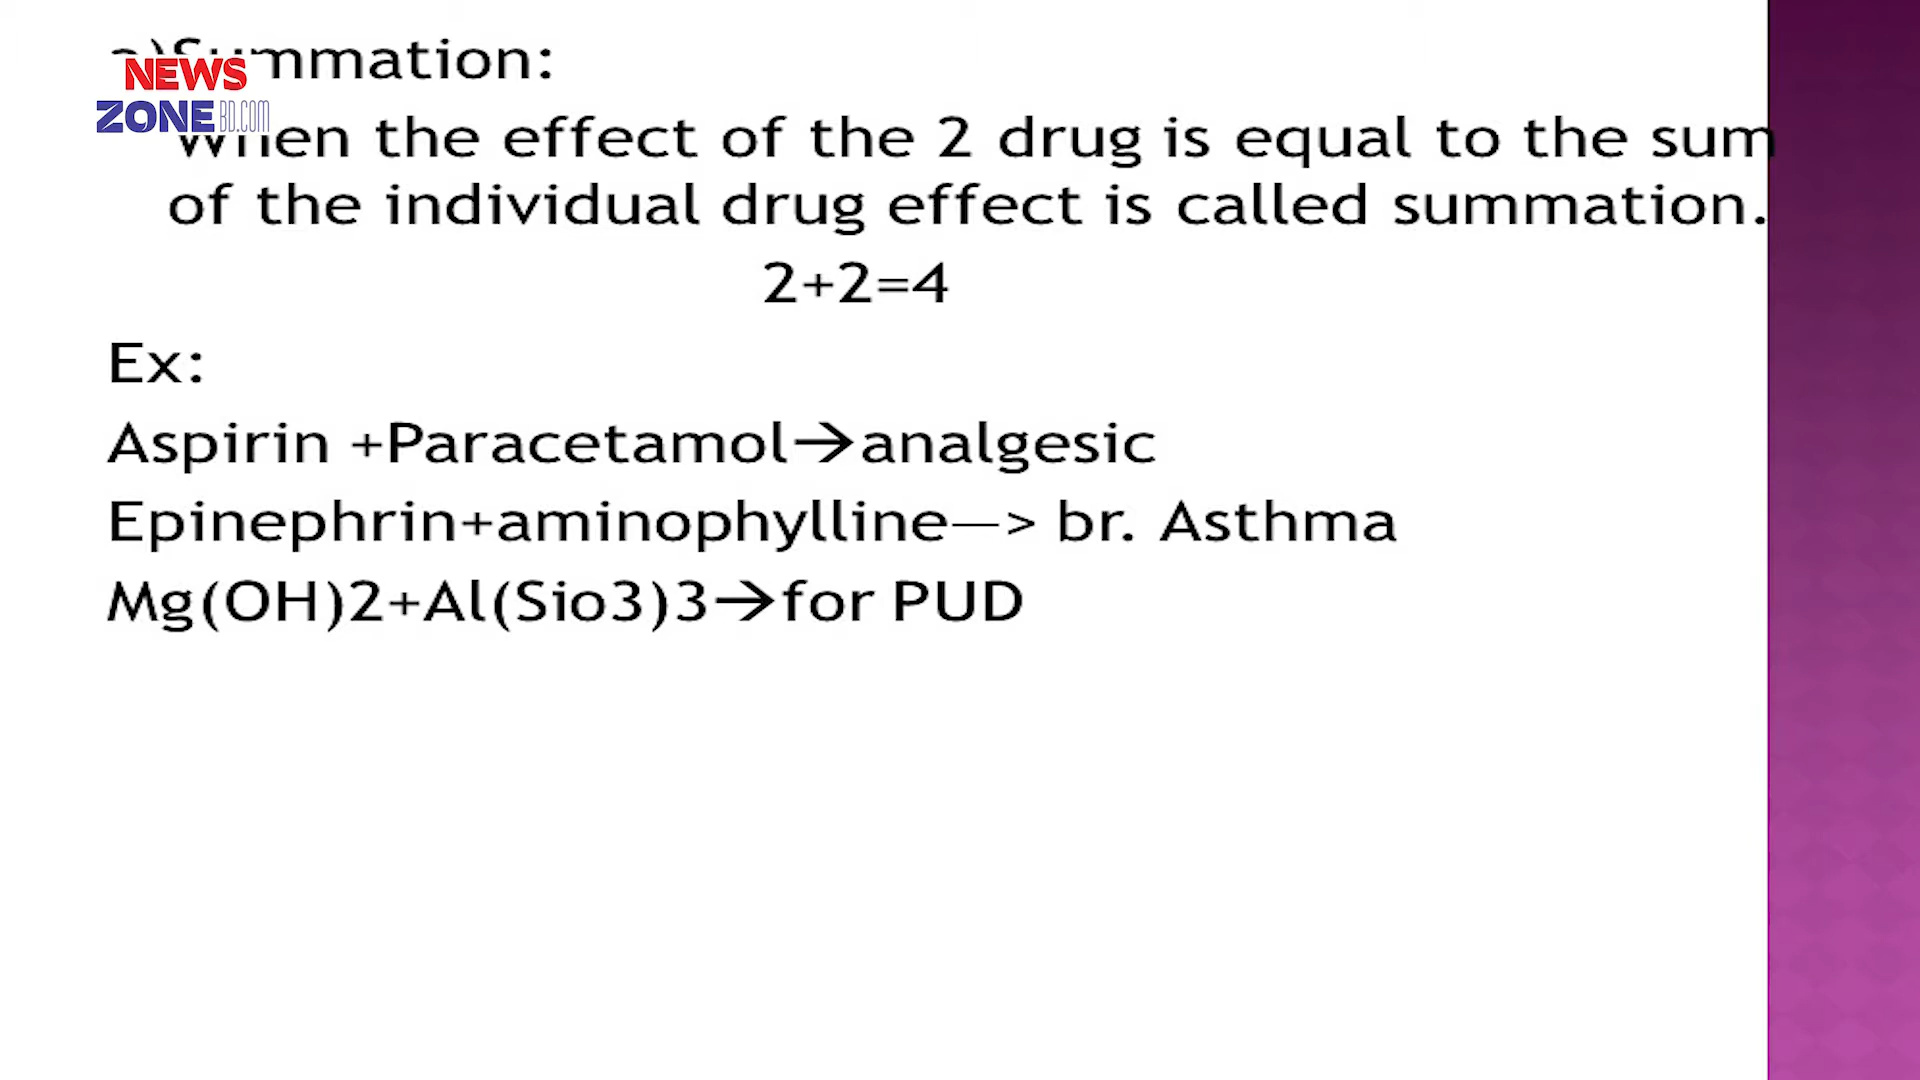 a)Summation:
NEWS
ZONE BD.COM
When the effect of the 2 drug is equal to the sum
of the individual drug effect is called summation.
2+2=4
Ex:
Aspirin +Paracetamol→analgesic
Epinephrin+aminophylline—> br. Asthma
Mg(OH)2+Al(Sio3)3→for PUD